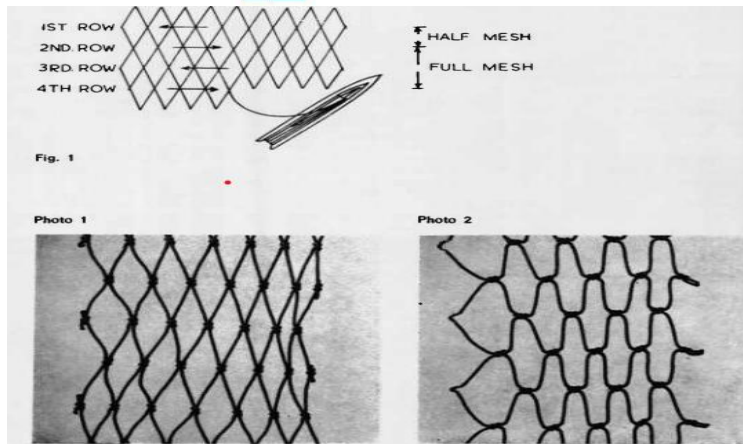 1ST ROW
2ND. ROW
3RD. ROW
4TH ROW
HALF MESH
FULL MESH
Fig. 1
Photo 1
Photo 2